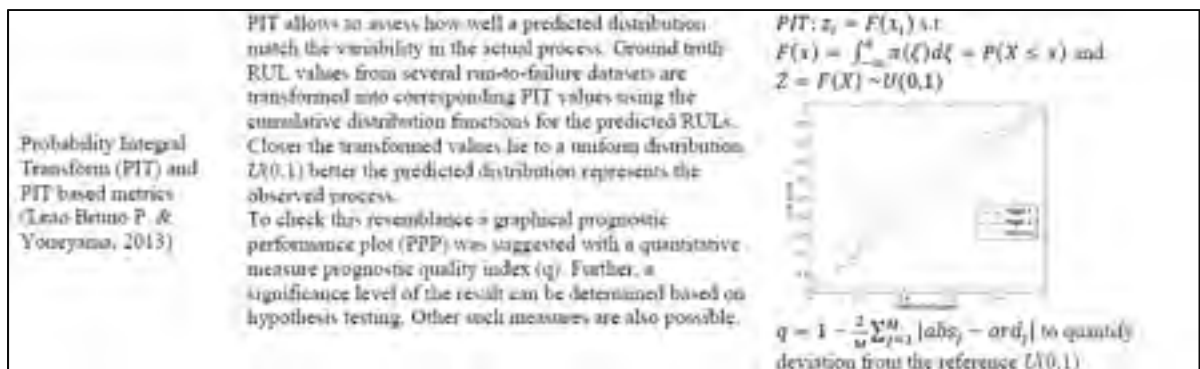 Probability Integral
Transform (PIT) and
PIT based metrics
(Leao Bruno P. &
Yoneyama, 2013)
PIT allows to assess how well a predicted distribution
match the variability in the actual process. Ground truth
RUL values from several run-to-failure datasets are
transformed into corresponding PIT values using the
cumulative distribution functions for the predicted RULs.
Closer the transformed values lie to a uniform distribution
U(0,1) better the predicted distribution represents the
observed process.
To check this resemblance a graphical prognostic
performance plot (PPP) was suggested with a quantitative
measure prognostic quality index (q). Further, a
significance level of the result can be determined based on
hypothesis testing. Other such measures are also possible.
PIT: z_i = F(x_i) s.t
F(x) = ∫ π(ξ)dξ = P(X ≤ x) and
Z = F(X) ~U(0,1)
q = 1 − 2/M Σ_{j=1}^{M} |abs_j − ord_j| to quantify
deviation from the reference U(0,1)